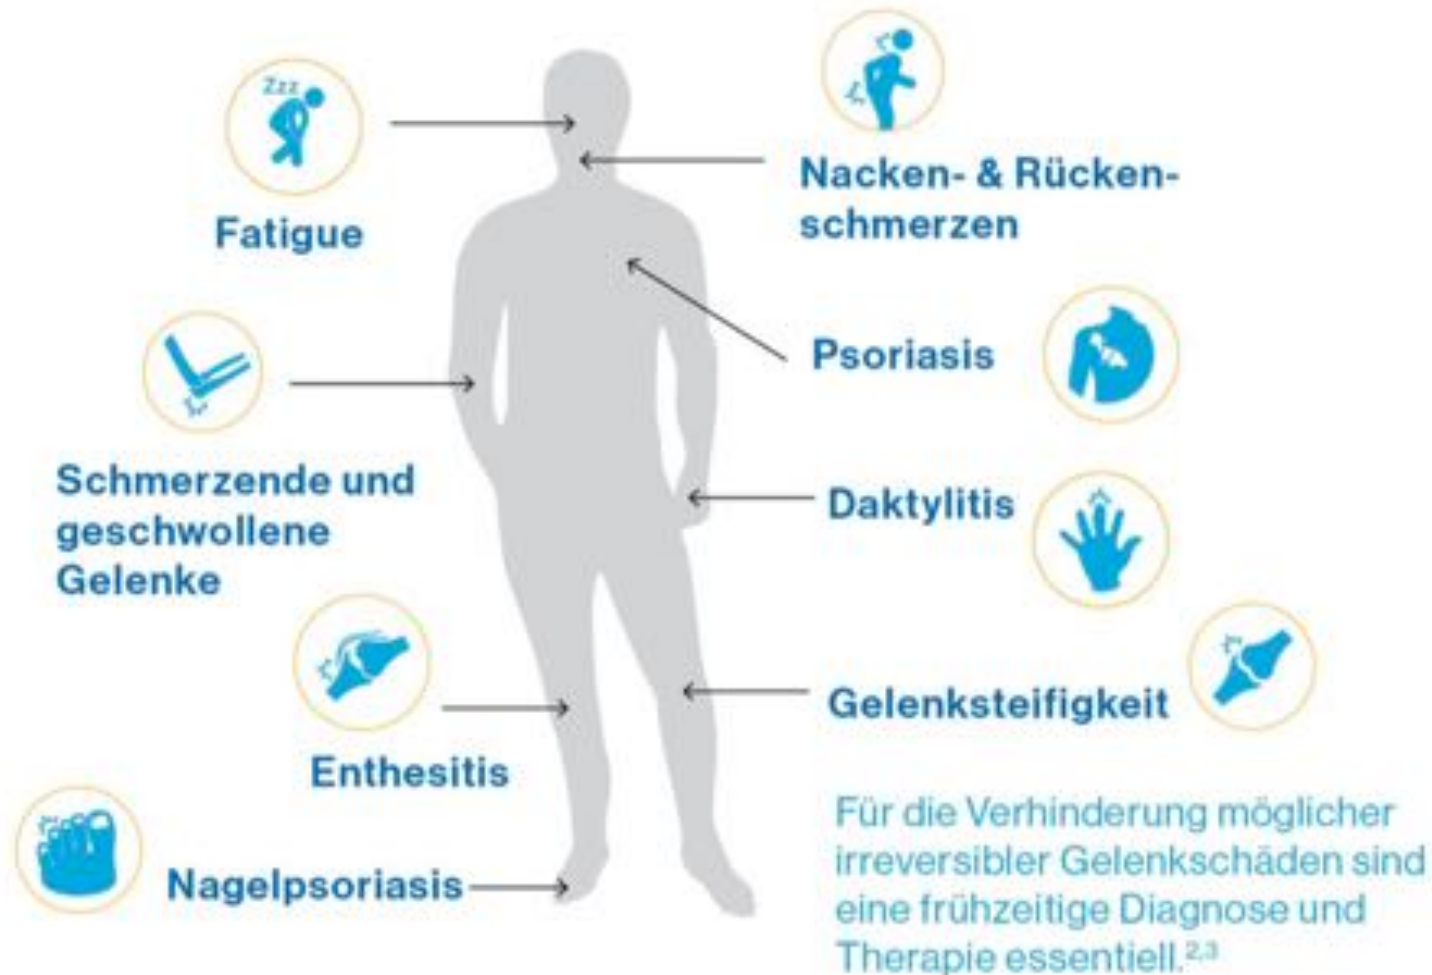 Zzz
Fatigue
Nacken- & Rücken-
schmerzen
Psoriasis
Schmerzende und
geschwollene
Gelenke
Daktylitis
Enthesitis
Gelenksteifigkeit
Nagelpsoriasis
Für die Verhinderung möglicher
irreversibler Gelenkschäden sind
eine frühzeitige Diagnose und
Therapie essentiell.2,3